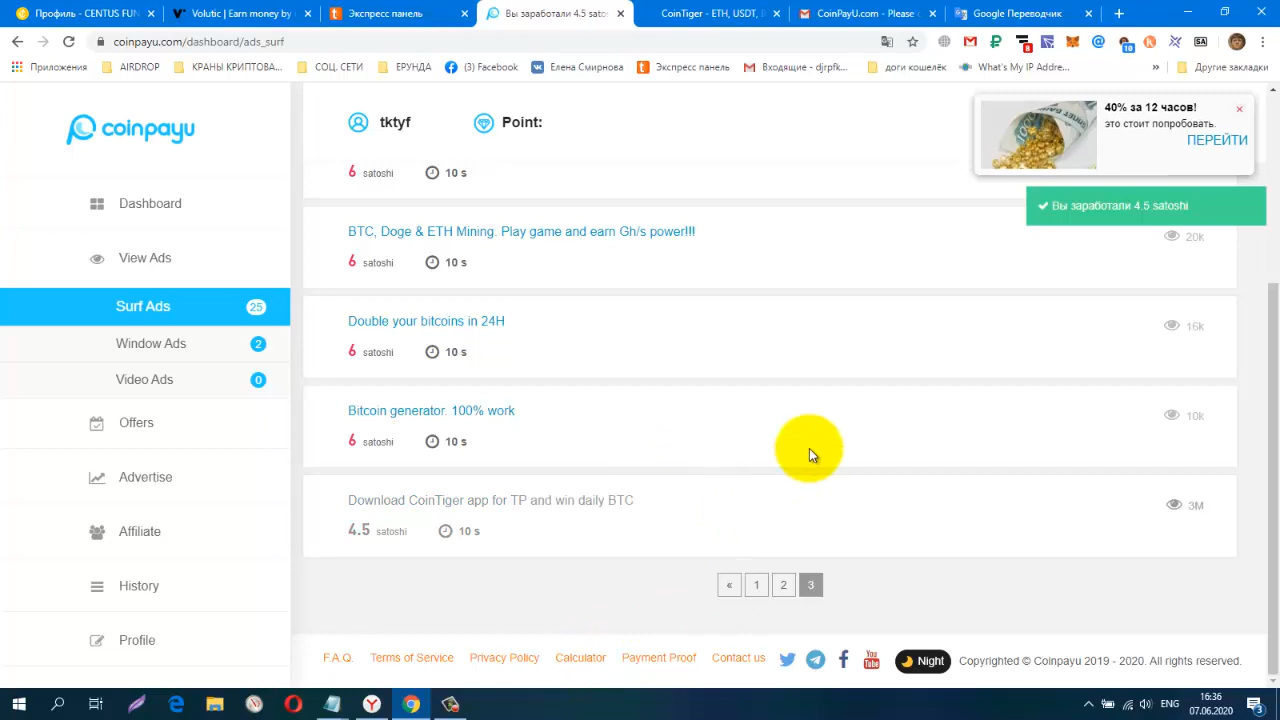 Профиль - CENTUS FUN
Volutic | Earn money by
Экспресс панель
Вы заработали 4.5 satos
CoinTiger - ETH, USDT, I
CoinPayU.com - Please c
Google Переводчик
coinpayu.com/dashboard/ads_surf
8
10
SA
Приложения
AIRDROP
КРАНЫ КРИПТОВА...
СОЦ. СЕТИ
ЕРУНДА
(3) Facebook
Елена Смирнова
Экспресс панель
Входящие - djrpfk...
доги кошелёк
What's My IP Addre...
»
Другие закладки
coinpayu
tktyf
Point:
40% за 12 часов!
это стоит попробовать.
ПЕРЕЙТИ
Вы заработали 4.5 satoshi
Dashboard
View Ads
Surf Ads 25
Window Ads 2
Video Ads 0
Offers
Advertise
Affiliate
History
Profile
6 satoshi 10 s
BTC, Doge & ETH Mining. Play game and earn Gh/s power!!!
20k
6 satoshi 10 s
Double your bitcoins in 24H
16k
6 satoshi 10 s
Bitcoin generator. 100% work
10k
6 satoshi 10 s
Download CoinTiger app for TP and win daily BTC
3M
4.5 satoshi 10 s
« 1 2 3
F.A.Q. Terms of Service Privacy Policy Calculator Payment Proof Contact us
You Tube
Night
Copyrighted © Coinpayu 2019 - 2020. All rights reserved.
ENG
16:36
07.06.2020
3